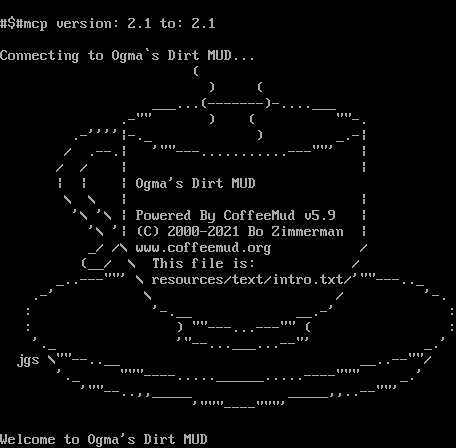 #$#mcp version: 2.1 to: 2.1
Connecting to Ogma`s Dirt MUD...
Ogma's Dirt MUD
Powered By CoffeeMud v5.9
(C) 2000-2021 Bo Zimmerman
www.coffeemud.org
This file is:
resources/text/intro.txt/
jgs
Welcome to Ogma's Dirt MUD